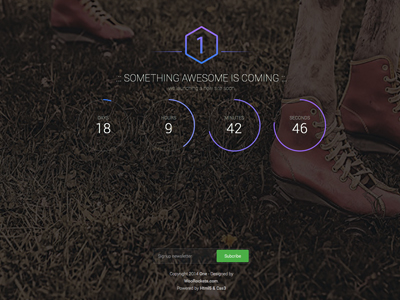 1
.: SOMETHING AWESOME IS COMING :.
we launching a new site soon
DAYS HOURS MINUTES SECONDS
18 9 42 46
Signup newsletter Subscribe
Copyright 2014 One - Designed by
Powered by Html5 & Css3